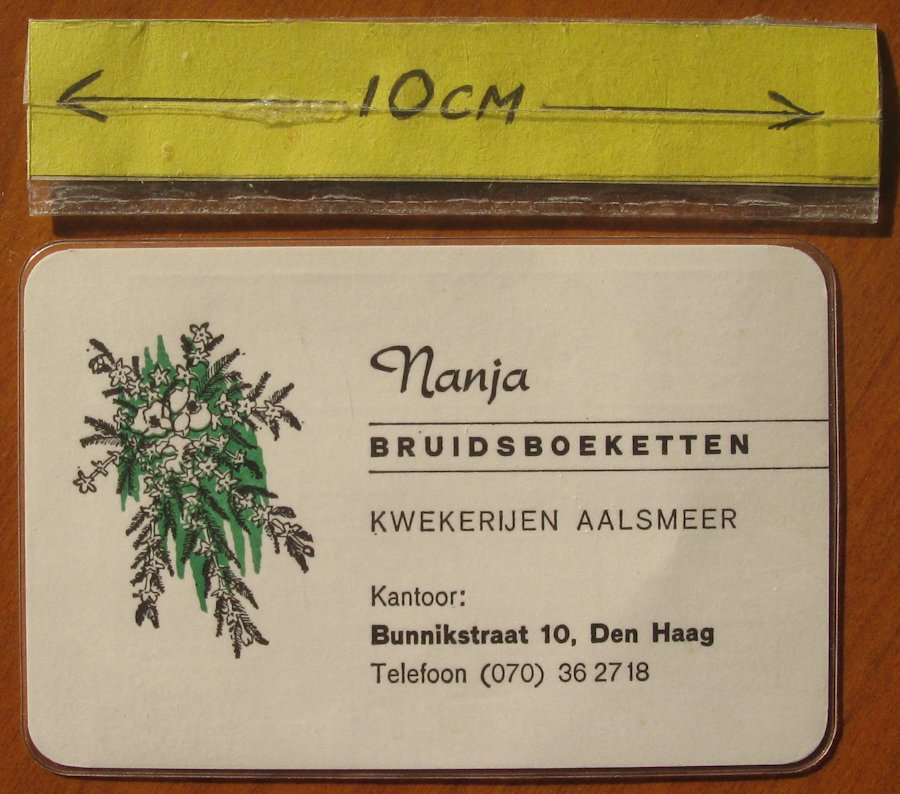 10CM
Nanja
BRUIDSBOEKETTEN
KWEKERIJEN AALSMEER
Kantoor:
Bunnikstraat 10, Den Haag
Telefoon (070) 36 27 18